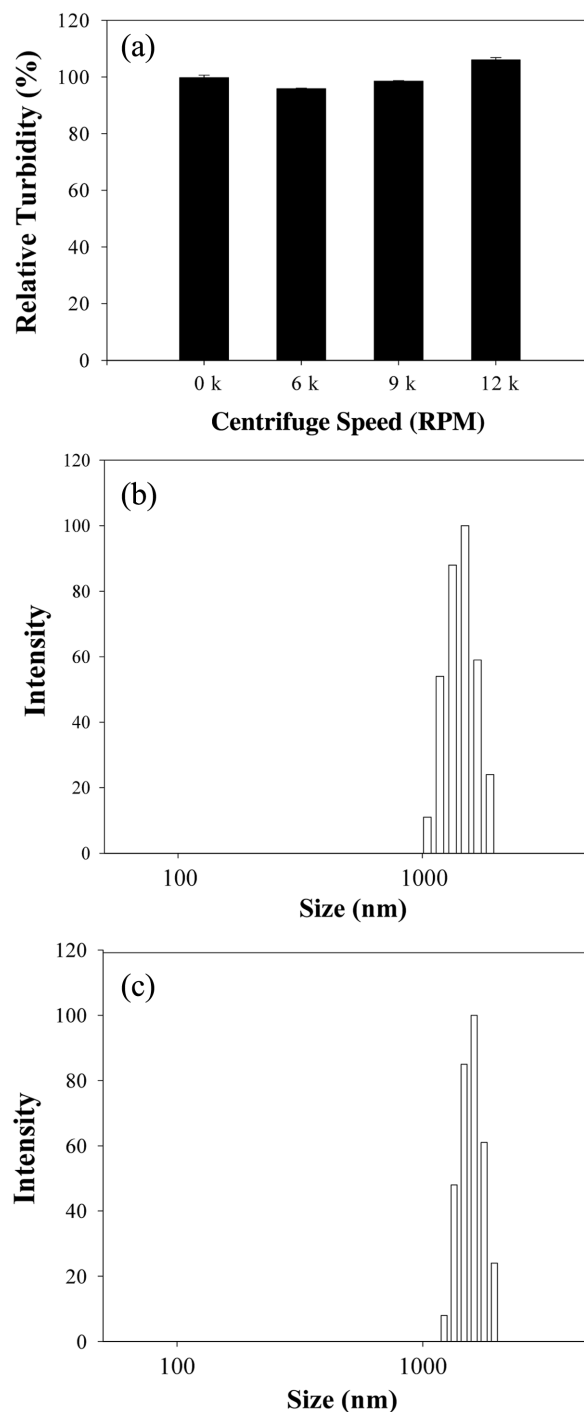 (a)
Relative Turbidity (%)
120
100
80
60
40
20
0
0 k 6 k 9 k 12 k
Centrifuge Speed (RPM)
(b)
Intensity
120
100
80
60
40
20
0
100 1000
Size (nm)
(c)
Intensity
120
100
80
60
40
20
0
100 1000
Size (nm)